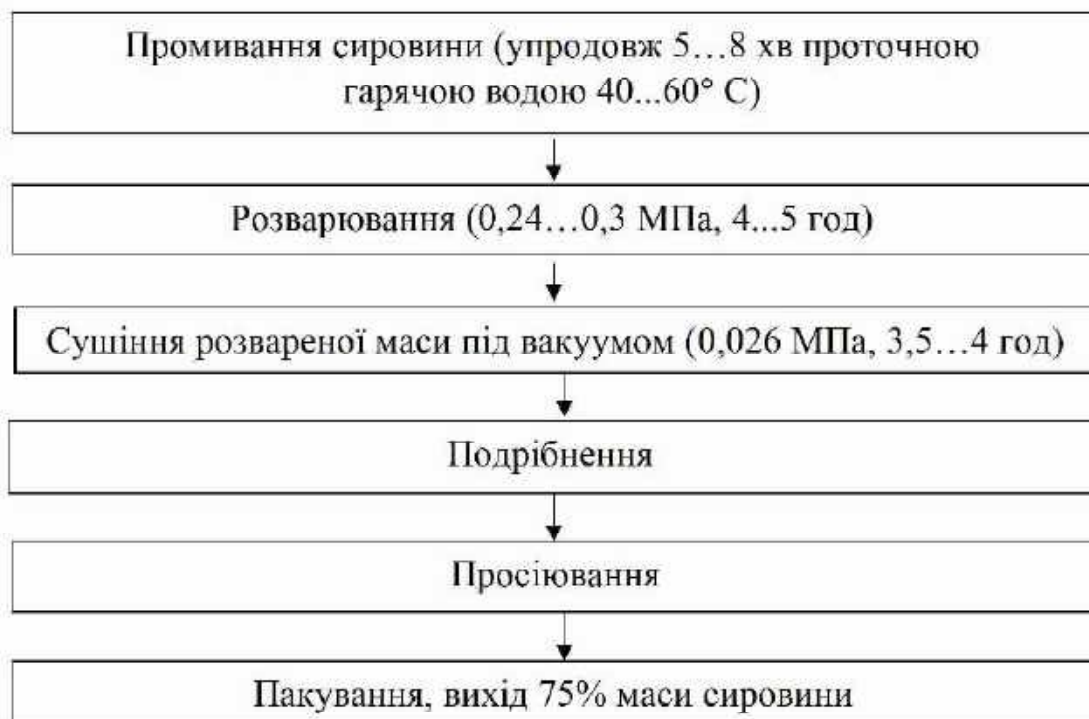 Промивання сировини (упродовж 5…8 хв проточною
гарячою водою 40...60° С)
Розварювання (0,24…0,3 МПа, 4...5 год)
Сушіння розвареної маси під вакуумом (0,026 МПа, 3,5…4 год)
Подрібнення
Просіювання
Пакування, вихід 75% маси сировини